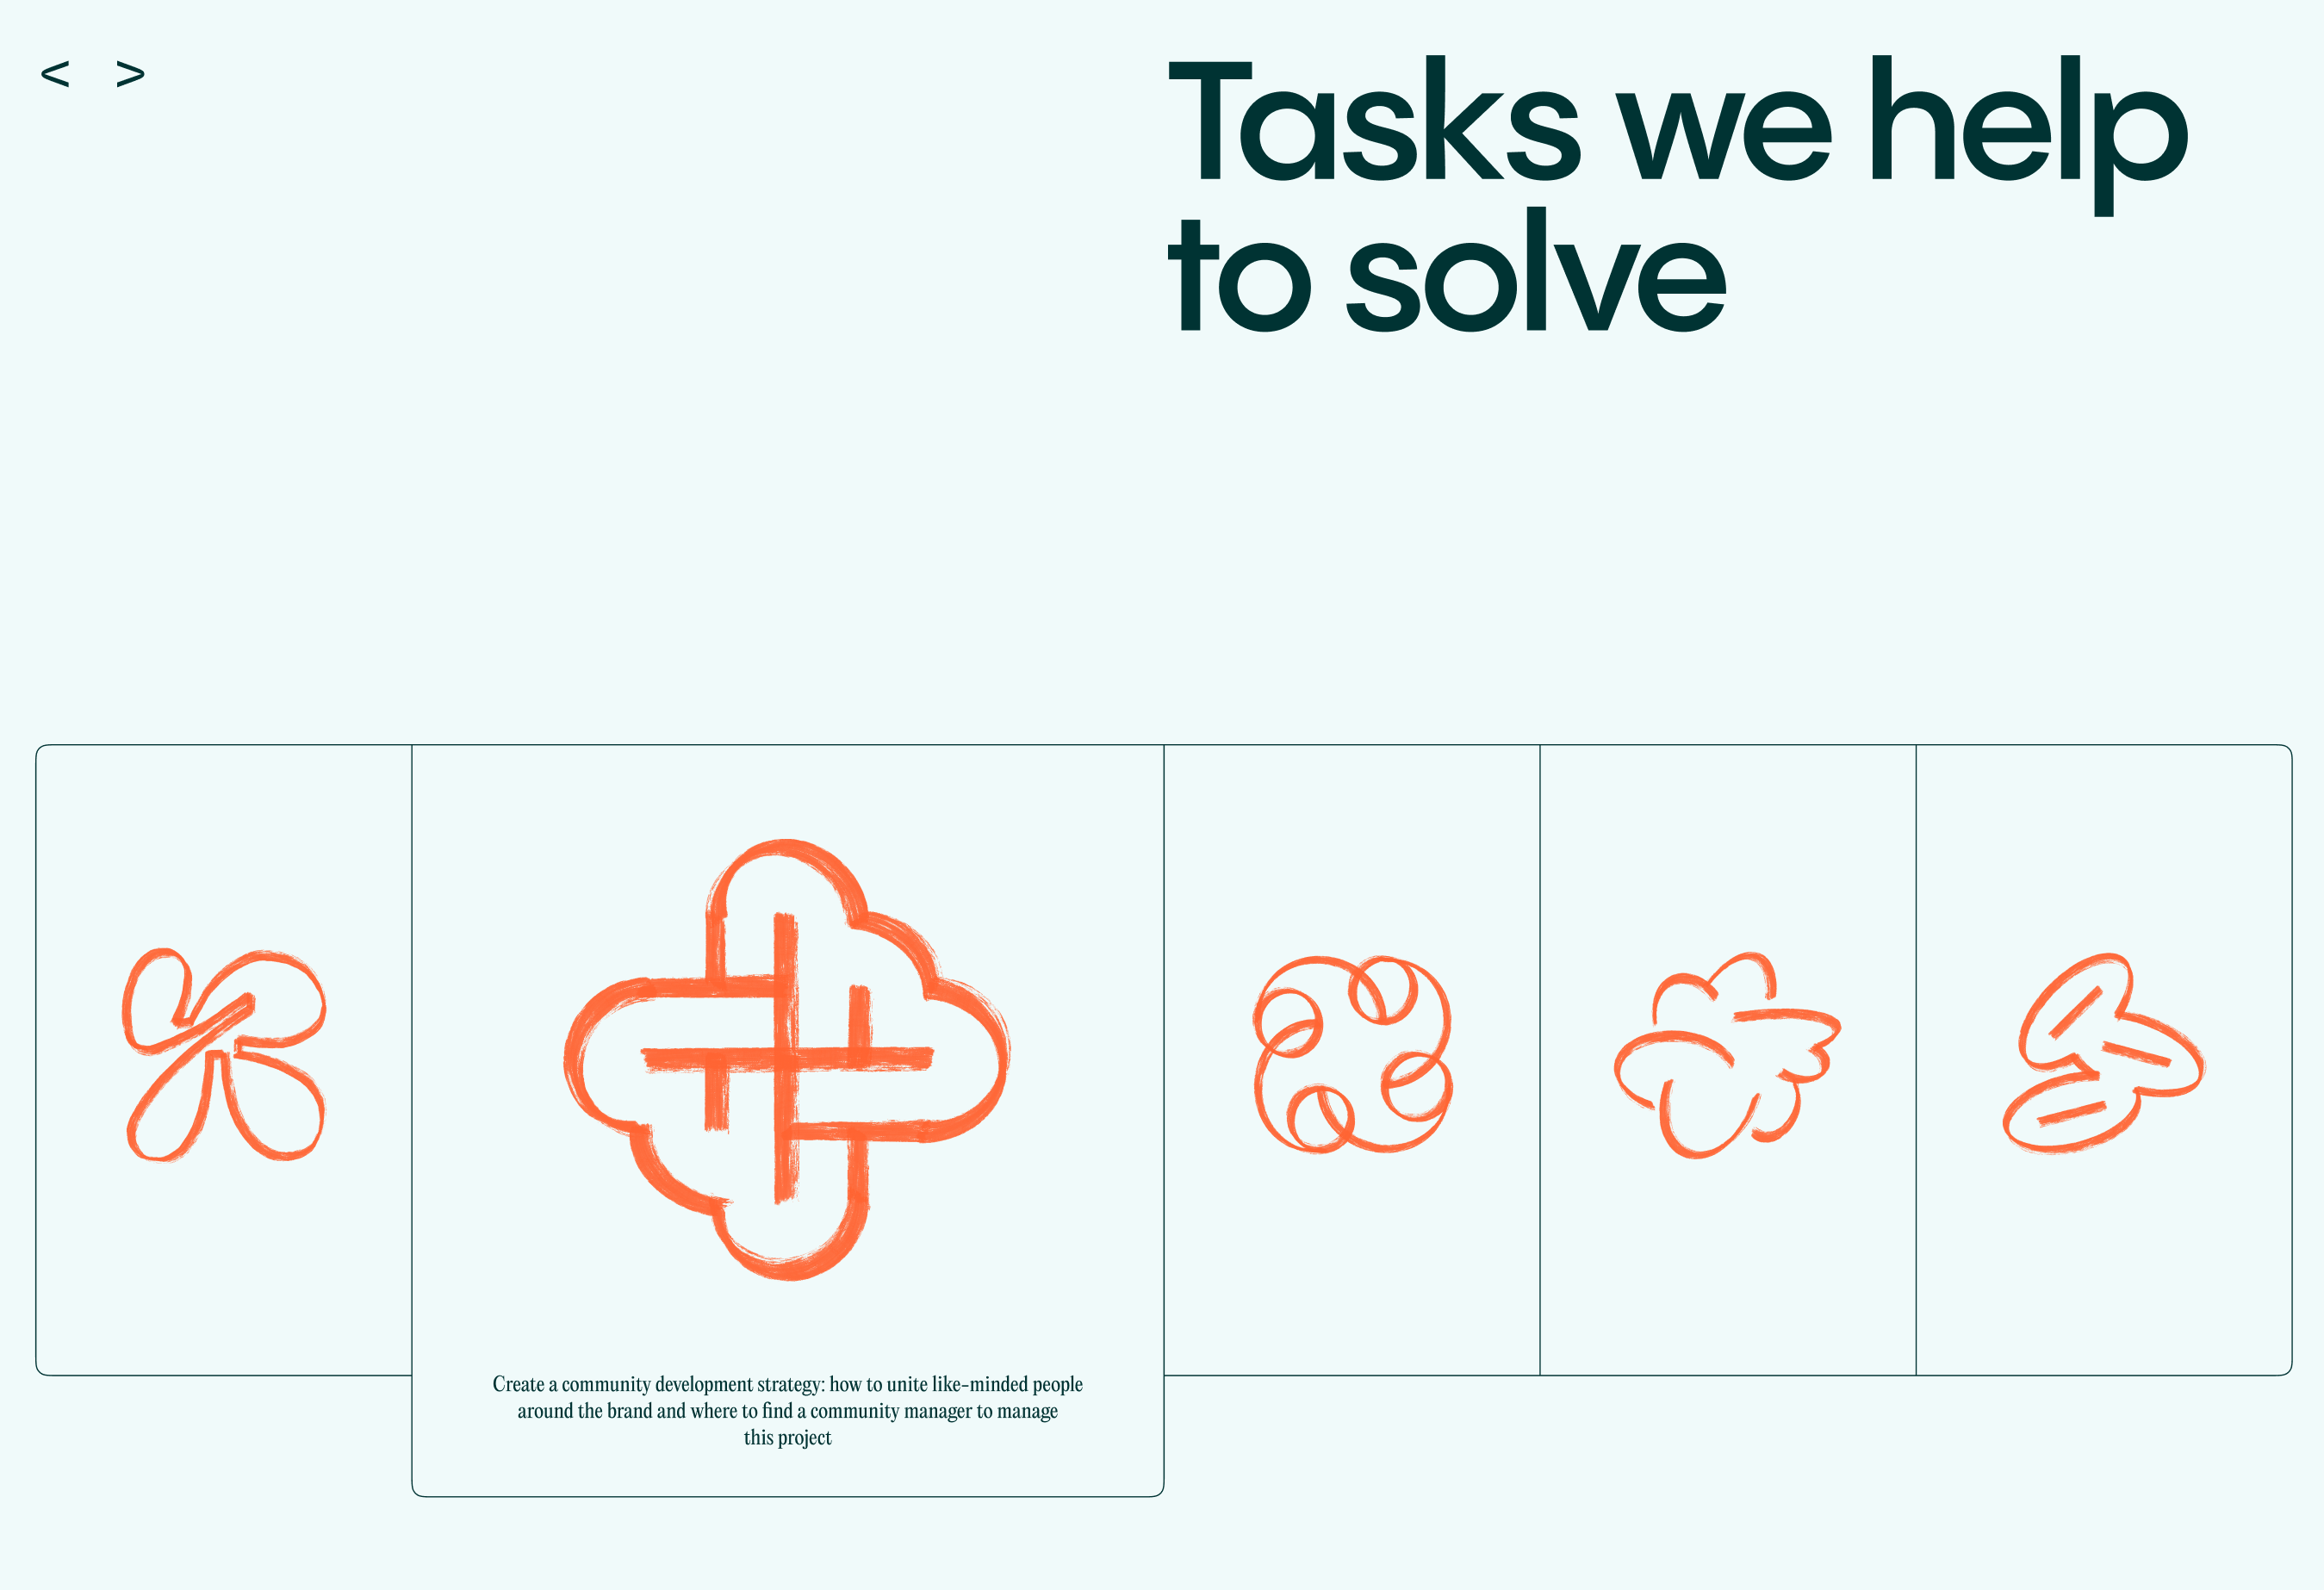 < >
Tasks we help
to solve
Create a community development strategy: how to unite like-minded people
around the brand and where to find a community manager to manage
this project